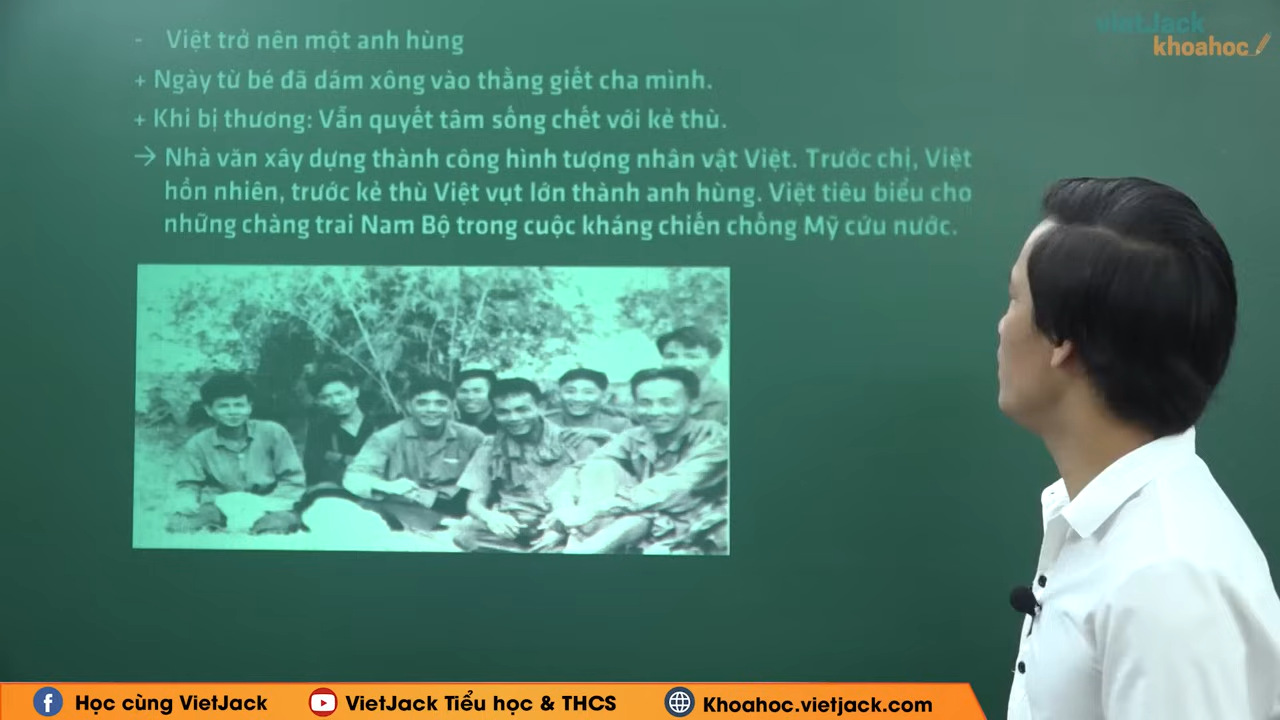 vietJack
khoahoc
- Việt trở nên một anh hùng
+ Ngày từ bé đã dám xông vào thằng giết cha mình.
+ Khi bị thương: Vẫn quyết tâm sống chết với kẻ thù.
→ Nhà văn xây dựng thành công hình tượng nhân vật Việt. Trước chị, Việt
hồn nhiên, trước kẻ thù Việt vụt lớn thành anh hùng. Việt tiêu biểu cho
những chàng trai Nam Bộ trong cuộc kháng chiến chống Mỹ cứu nước.
Học cùng VietJack
VietJack Tiểu học & THCS
Khoahoc.vietjack.com